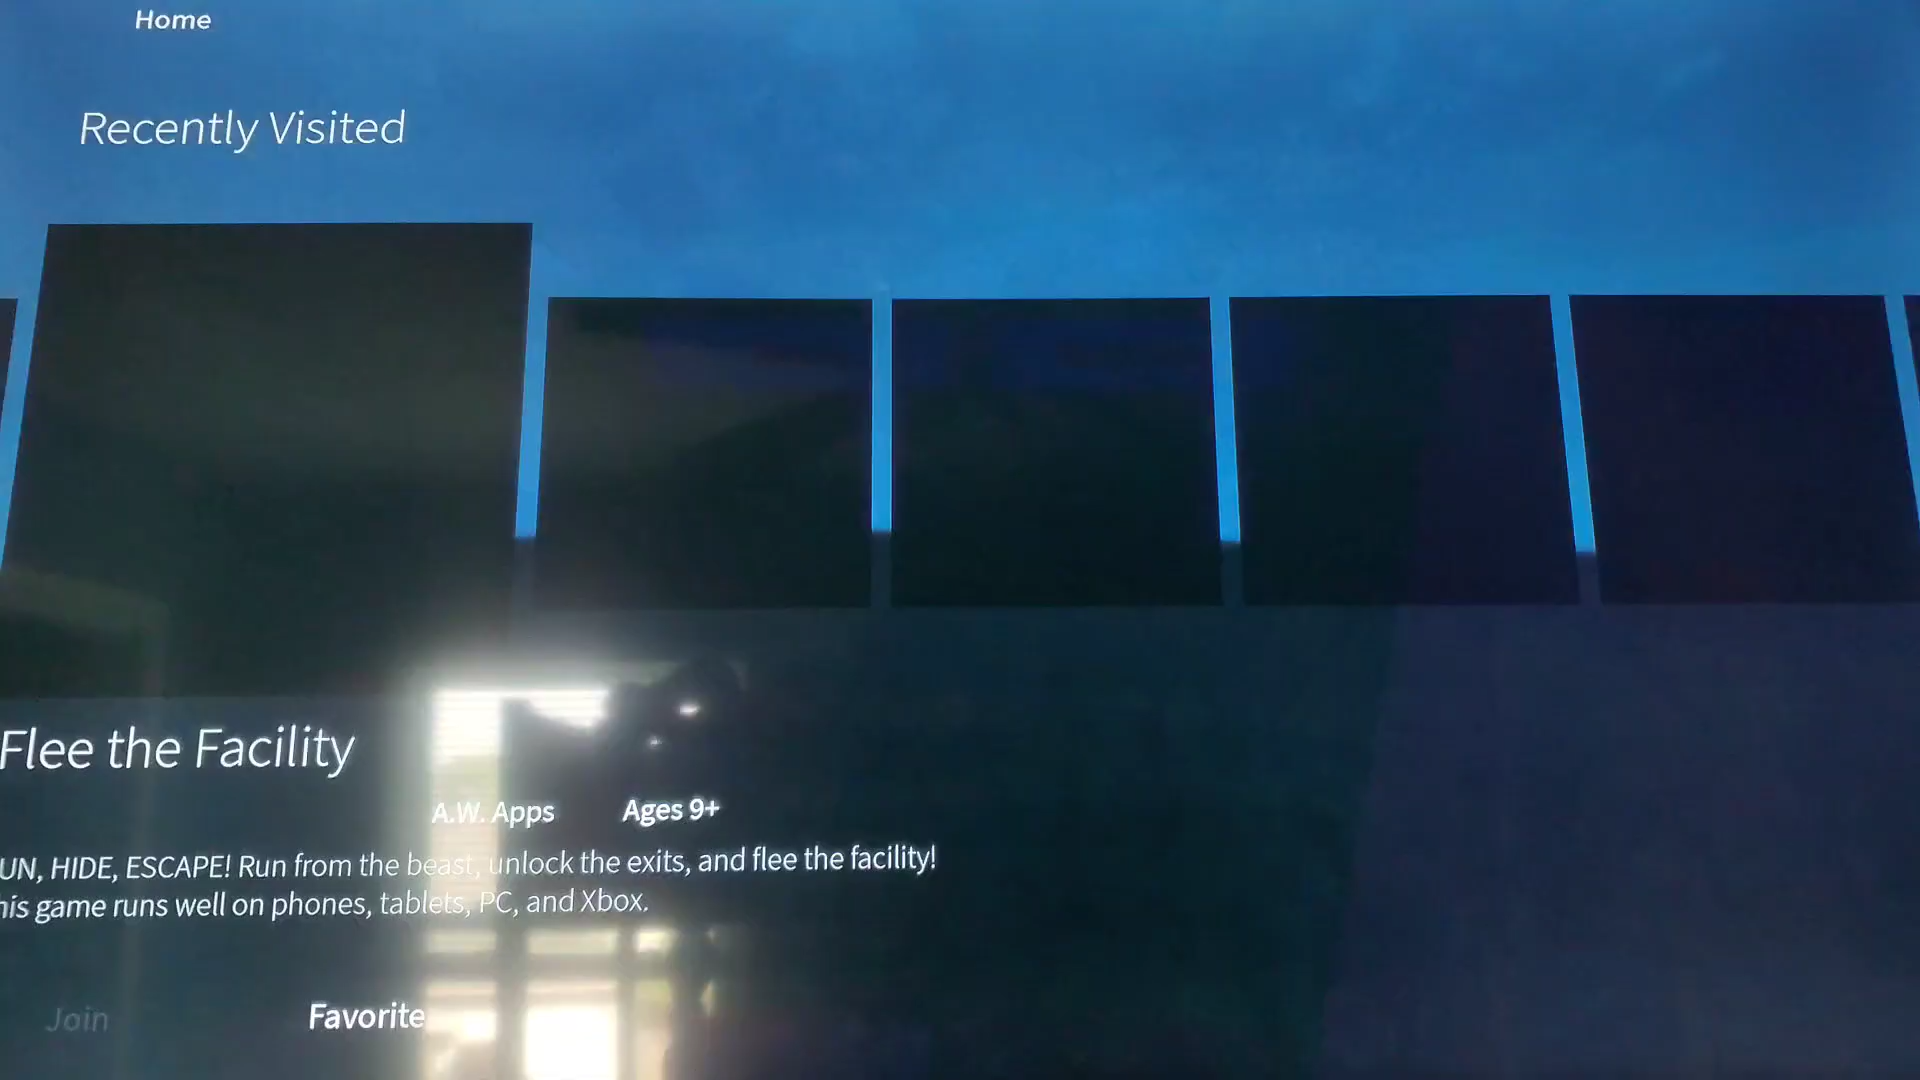 Home
Recently Visited
Flee the Facility
A.W. Apps
Ages 9+
UN, HIDE, ESCAPE! Run from the beast, unlock the exits, and flee the facility!
his game runs well on phones, tablets, PC, and Xbox.
Join
Favorite